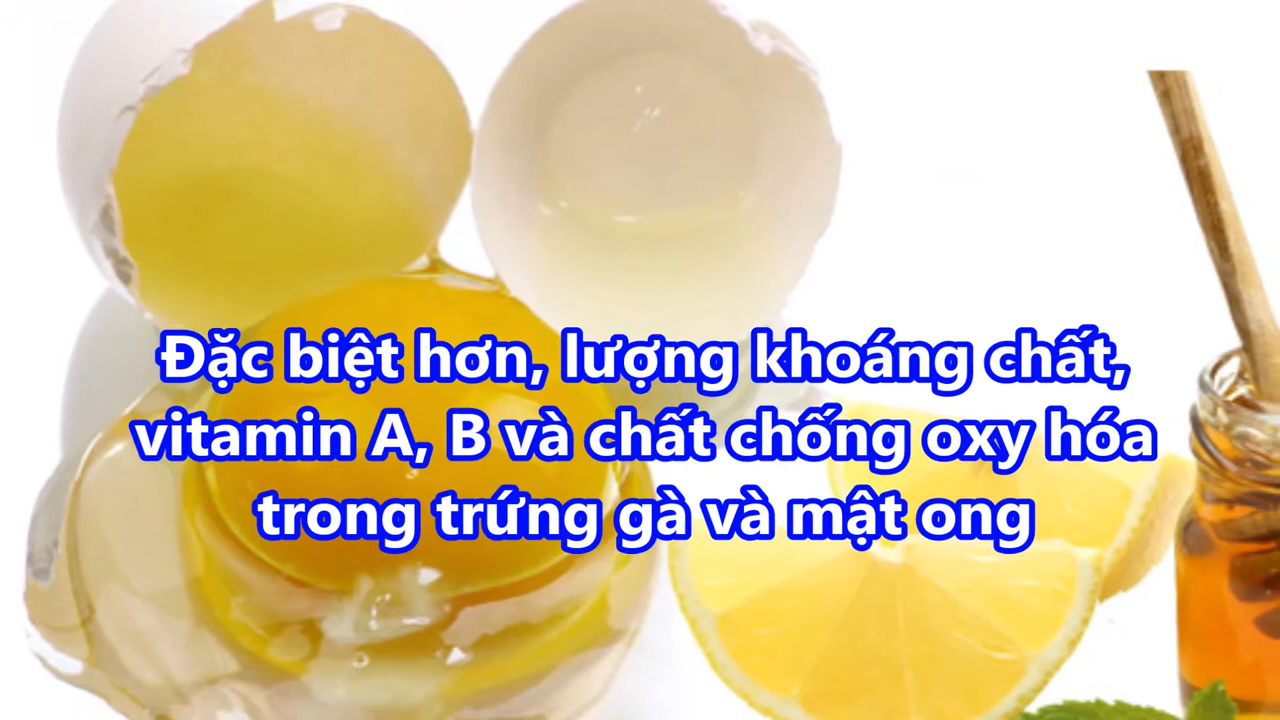 Đặc biệt hơn, lượng khoáng chất,
vitamin A, B và chất chống oxy hóa
trong trứng gà và mật ong